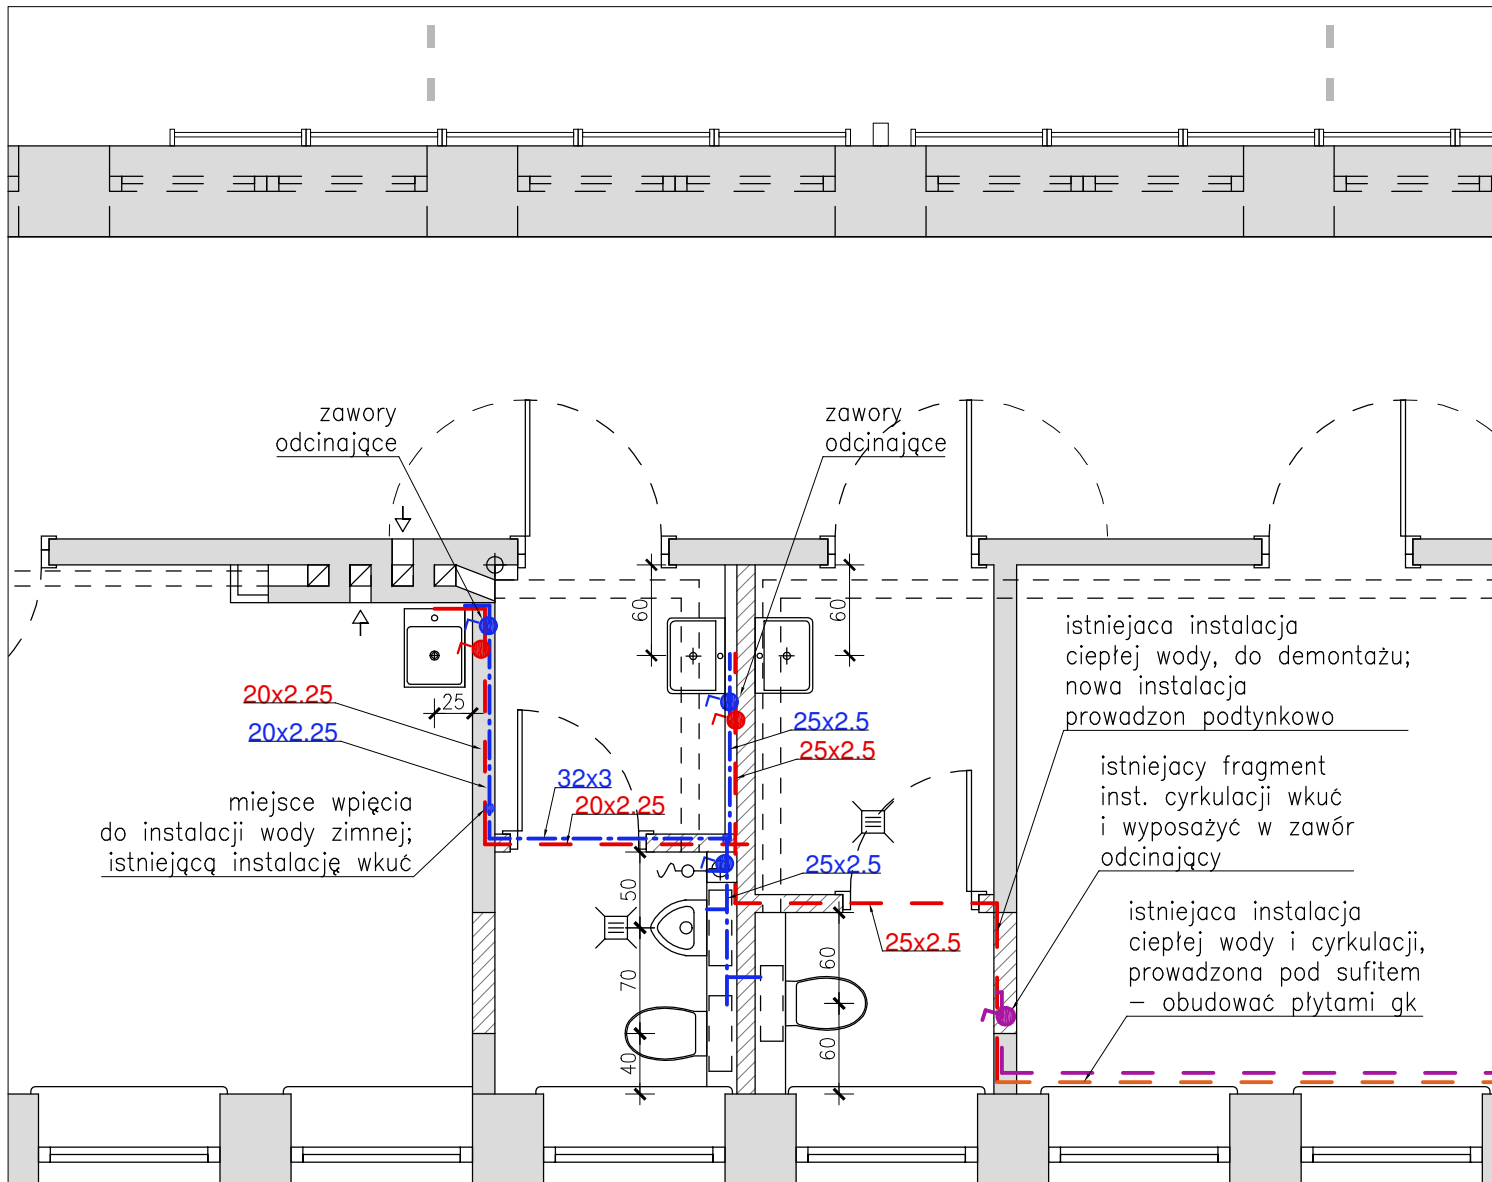 zawory
odcinające
zawory
odcinające
60
60
istniejaca instalacja
ciepłej wody, do demontażu;
nowa instalacja
prowadzon podtynkowo
20x2.25
25
20x2.25
25x2.5
25x2.5
istniejacy fragment
inst. cyrkulacji wkuć
i wyposażyć w zawór
odcinający
32x3
20x2.25
miejsce wpięcia
do instalacji wody zimnej;
istniejącą instalację wkuć
25x2.5
50
istniejaca instalacja
ciepłej wody i cyrkulacji,
prowadzona pod sufitem
– obudować płytami gk
25x2.5
60
70
40
60